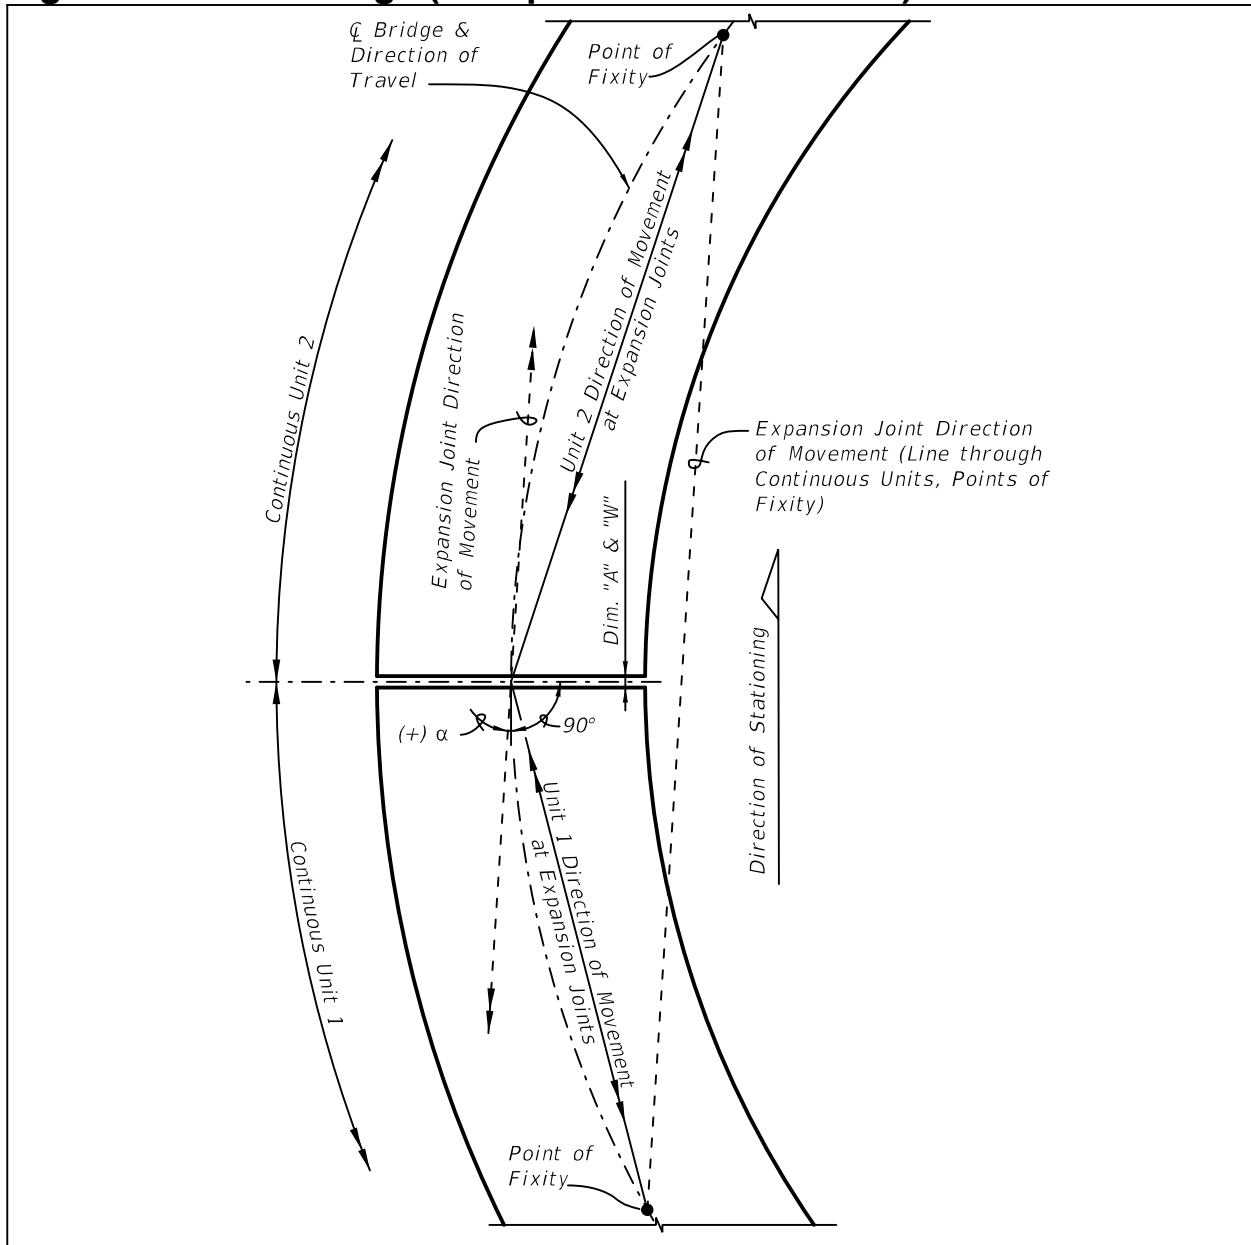 ℄ Bridge &
Direction of
Travel
Point of
Fixity
Continuous Unit 2
Expansion Joint Direction
of Movement
Unit 2 Direction of Movement
at Expansion Joints
Dim. "A" & "W"
Expansion Joint Direction
of Movement (Line through
Continuous Units, Points of
Fixity)
Direction of Stationing
(+) α
90°
Continuous Unit 1
Unit 1 Direction of Movement
at Expansion Joints
Point of
Fixity